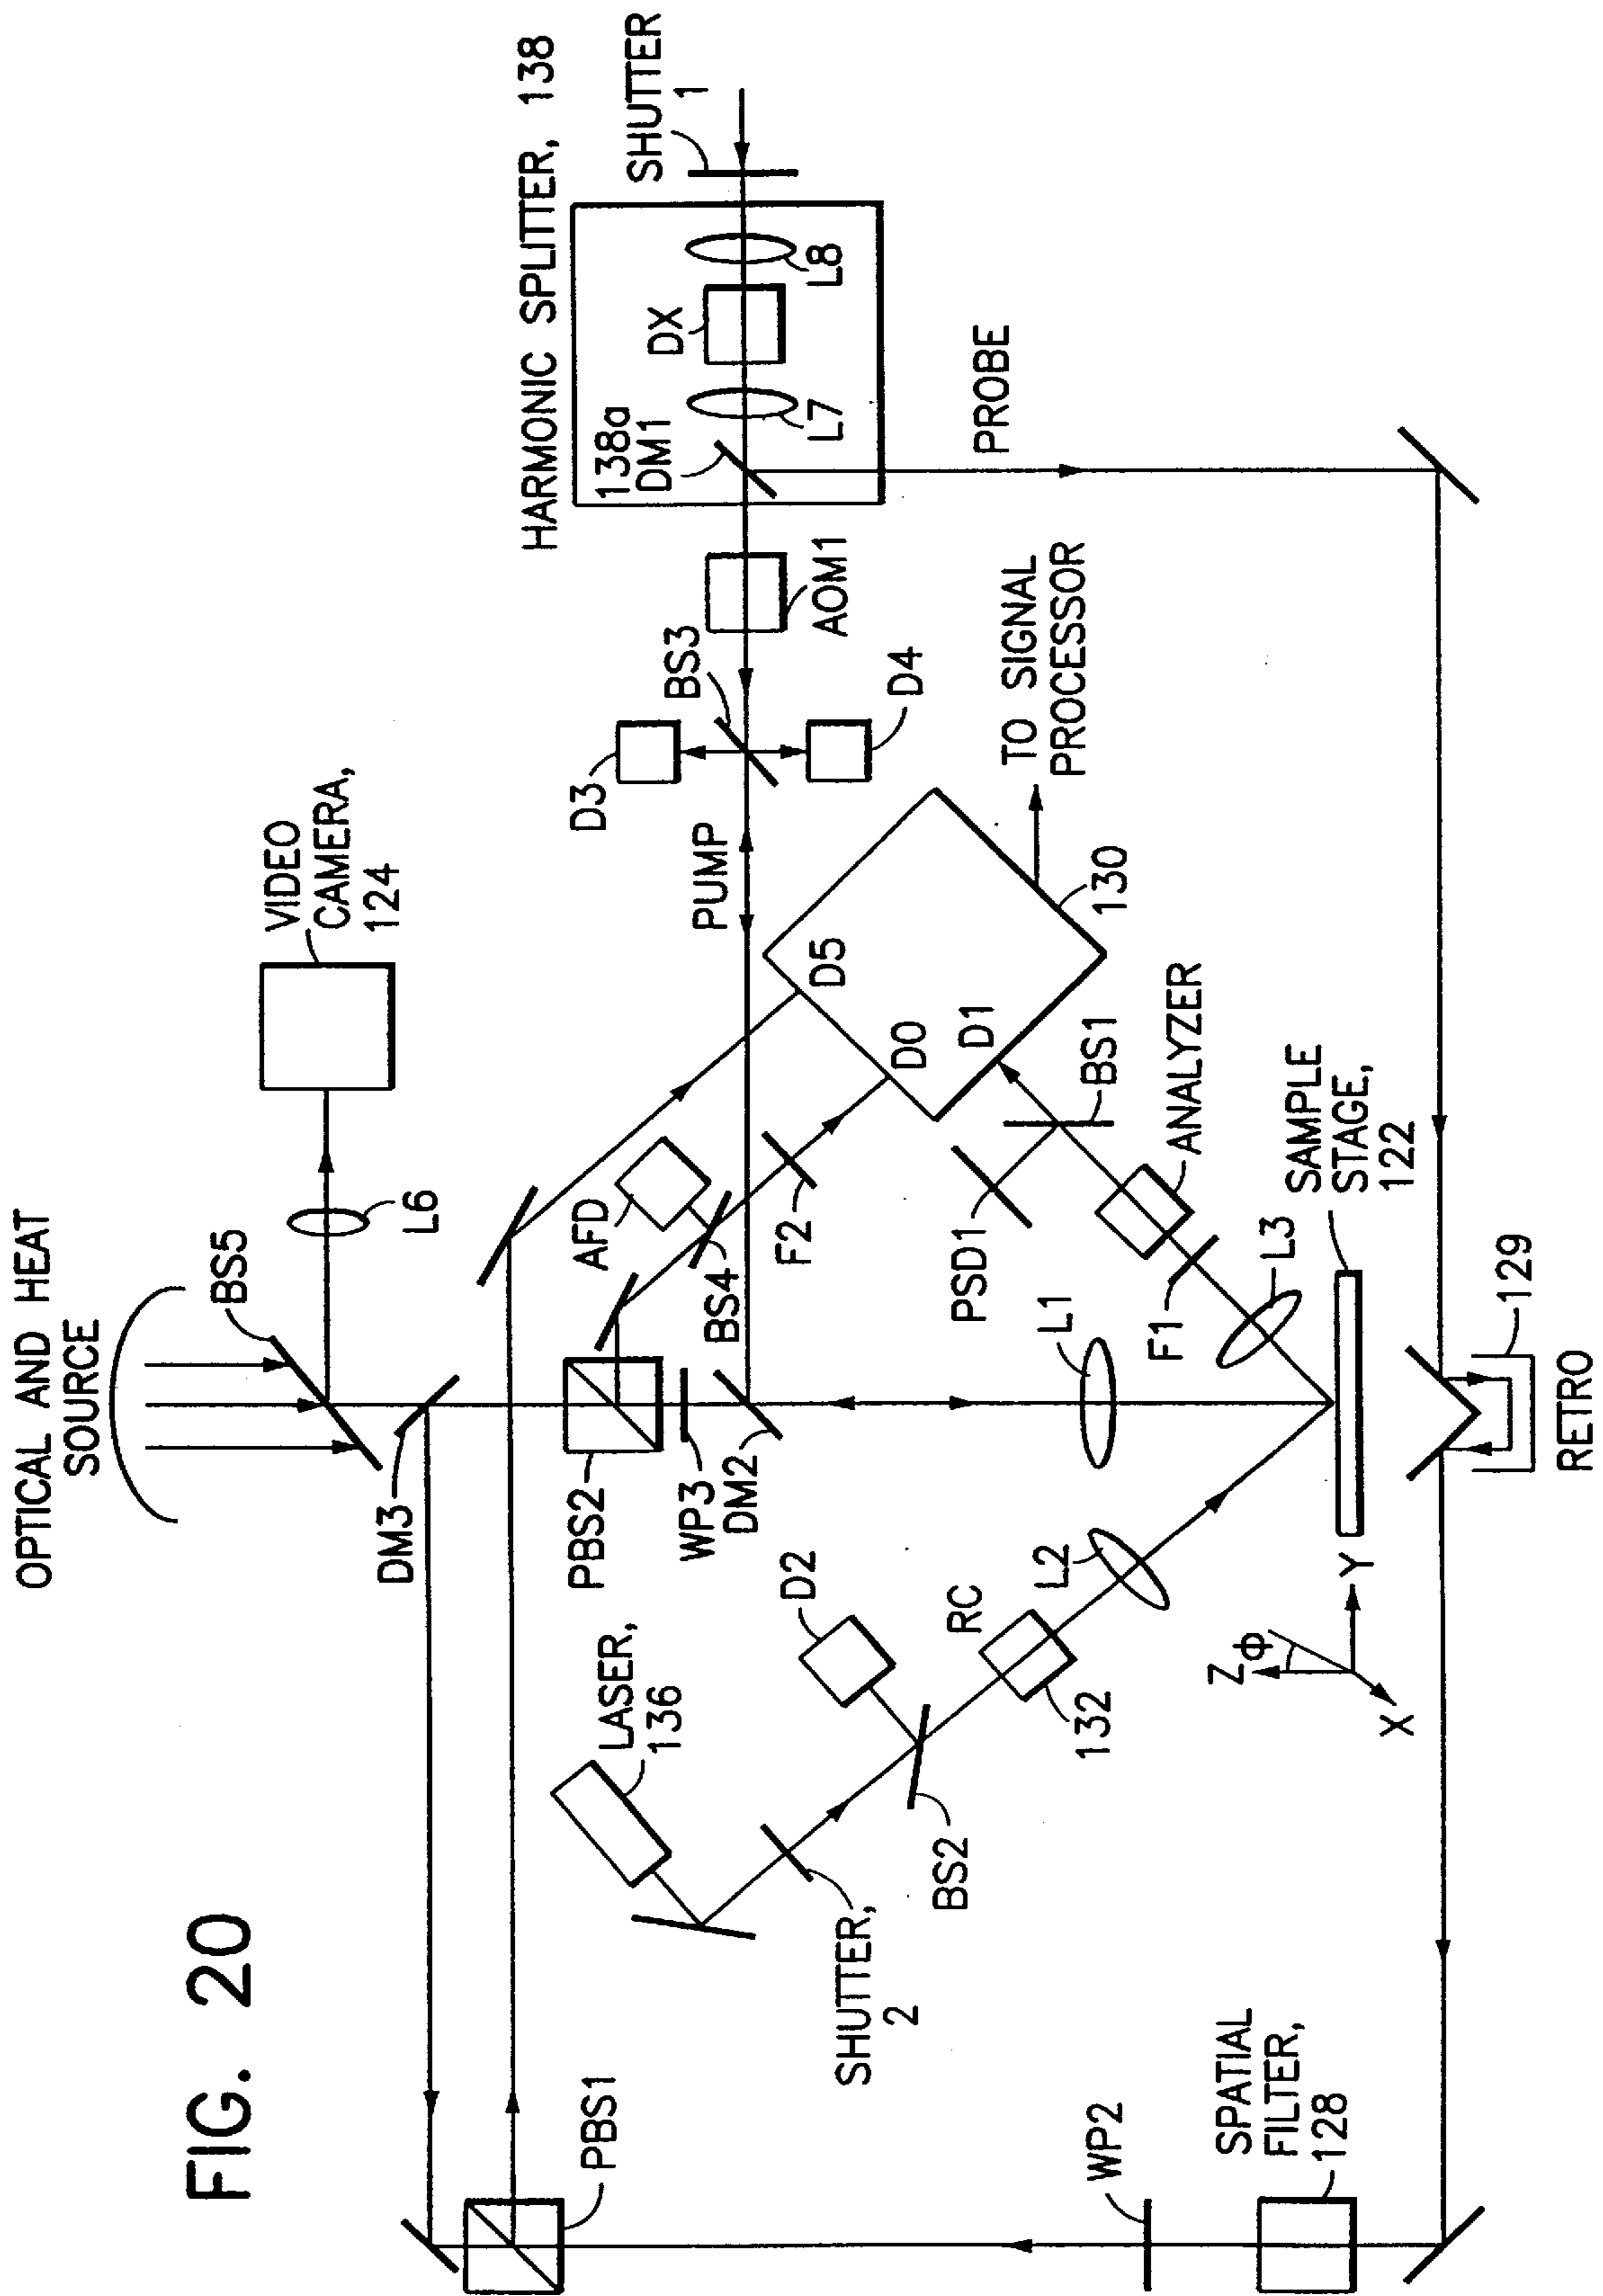 FIG. 20
OPTICAL AND HEAT
SOURCE
BS5
VIDEO
CAMERA,
124
L6
DM3
HARMONIC SPLITTER, 138
SHUTTER
1
138a
DM1
DX
L7
L8
PROBE
AOM1
BS3
D3
D4
PUMP
PBS1
PBS2
WP3
DM2
AFD
BS4
F2
D5
D0
D1
130
TO SIGNAL
PROCESSOR
LASER,
136
SHUTTER,
2
D2
BS2
RC
132
L2
L1
PSD1
BS1
ANALYZER
F1
L3
SAMPLE
STAGE,
122
Z
Φ
Y
X
129
RETRO
WP2
SPATIAL
FILTER,
128